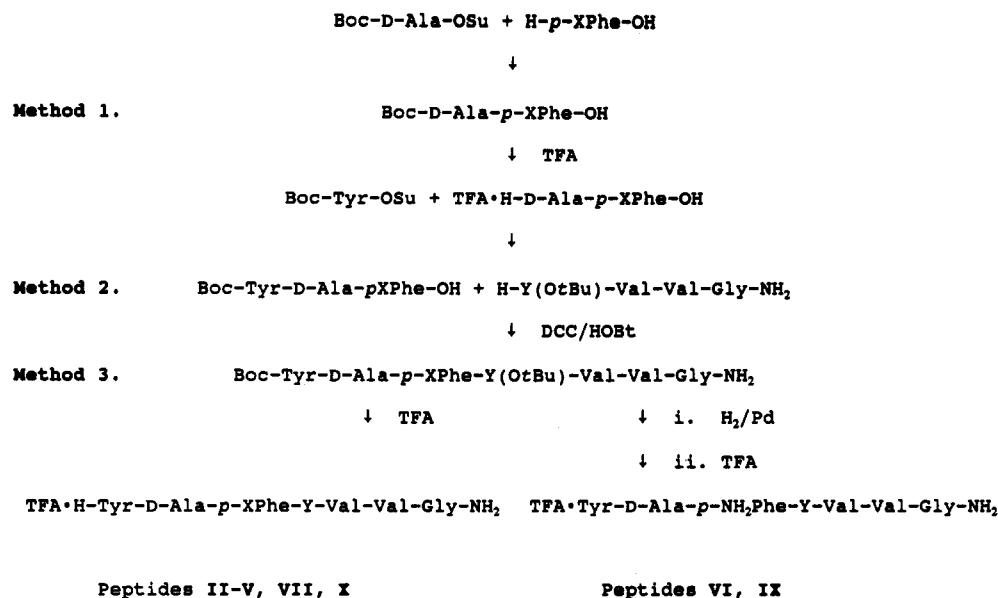 Boc-D-Ala-OSu + H-p-XPhe-OH
↓
Method 1. Boc-D-Ala-p-XPhe-OH
↓ TFA
Boc-Tyr-OSu + TFA•H-D-Ala-p-XPhe-OH
↓
Method 2. Boc-Tyr-D-Ala-pXPhe-OH + H-Y(OtBu)-Val-Val-Gly-NH₂
↓ DCC/HOBt
Method 3. Boc-Tyr-D-Ala-p-XPhe-Y(OtBu)-Val-Val-Gly-NH₂
↓ TFA ↓ i. H₂/Pd
↓ ii. TFA
TFA•H-Tyr-D-Ala-p-XPhe-Y-Val-Val-Gly-NH₂ TFA•Tyr-D-Ala-p-NH₂Phe-Y-Val-Val-Gly-NH₂
Peptides II-V, VII, X Peptides VI, IX